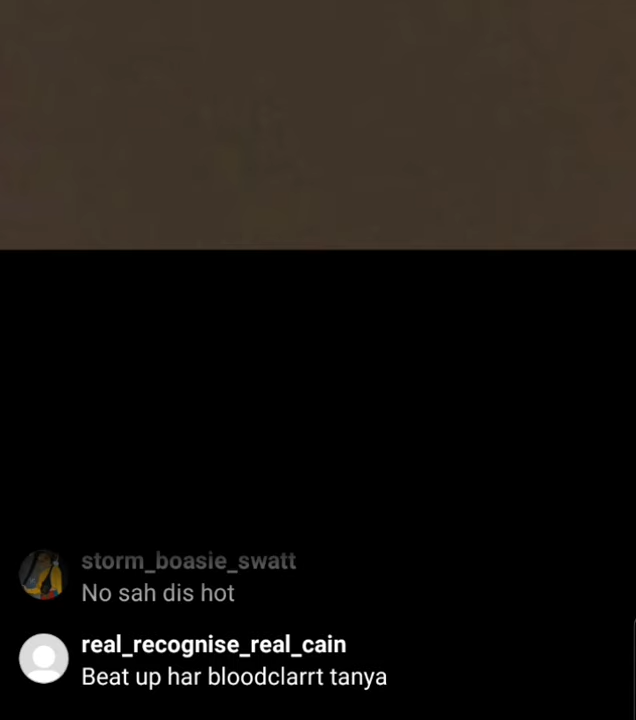 storm_boasie_swatt
No sah dis hot
real_recognise_real_cain
Beat up har bloodclarrt tanya